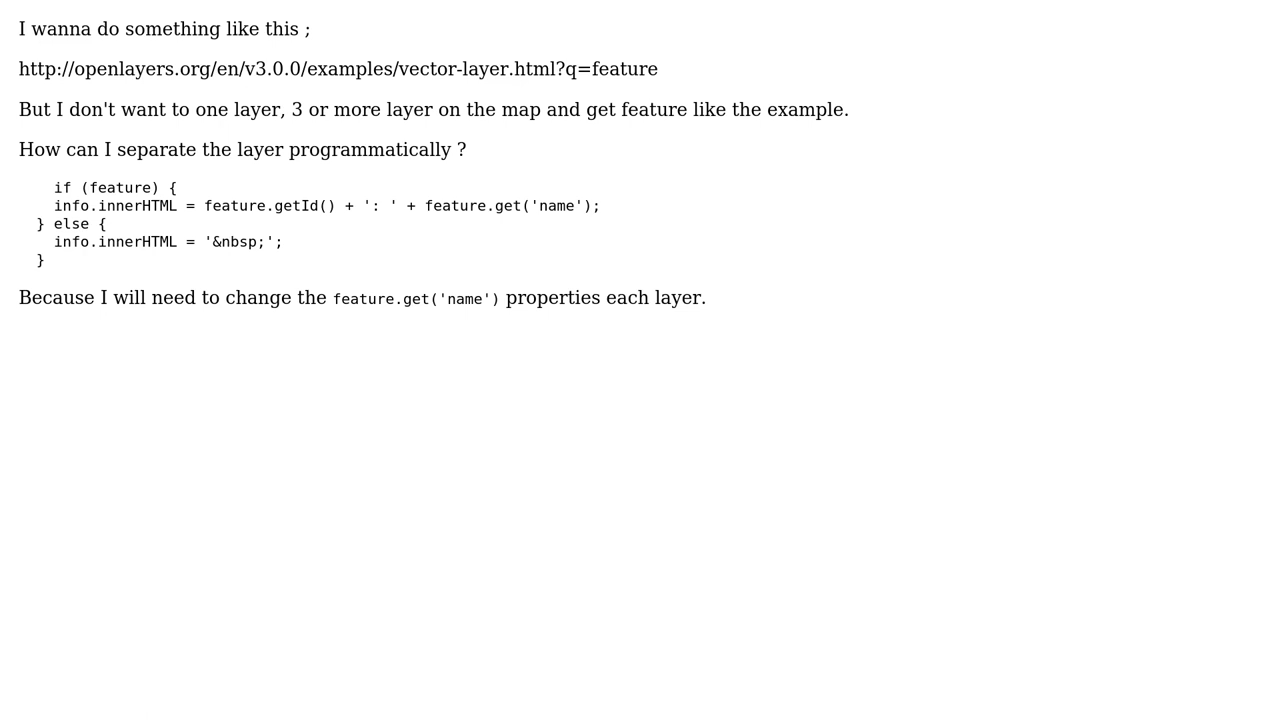 I wanna do something like this ;
http://openlayers.org/en/v3.0.0/examples/vector-layer.html?q=feature
But I don't want to one layer, 3 or more layer on the map and get feature like the example.
How can I separate the layer programmatically ?
if (feature) {
info.innerHTML = feature.getId() + ': ' + feature.get('name');
} else {
info.innerHTML = '&nbsp;';
}
Because I will need to change the feature.get('name') properties each layer.